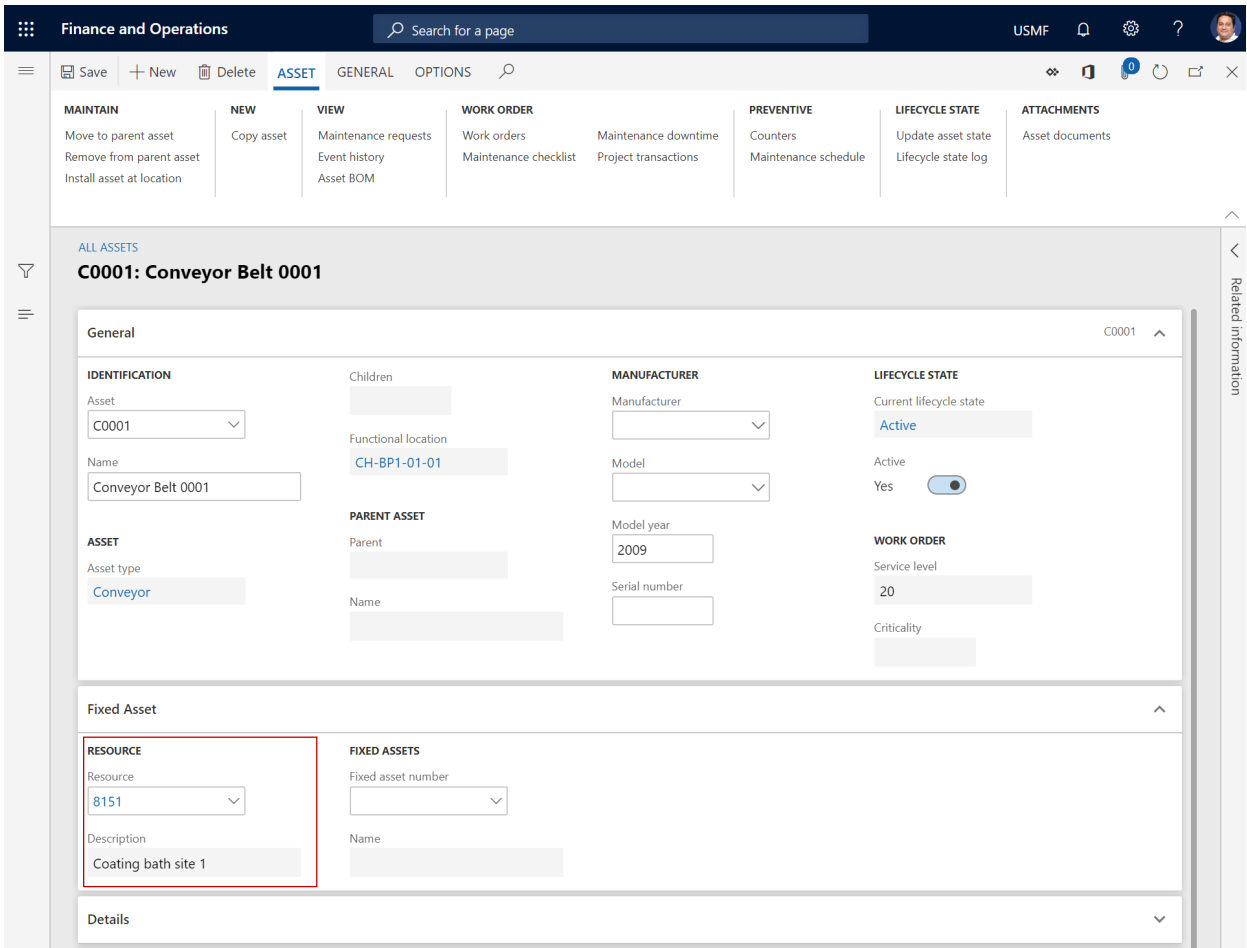 Finance and Operations
Search for a page
USMF
?
Save
New
Delete
ASSET
GENERAL
OPTIONS
0
MAINTAIN
Move to parent asset
Remove from parent asset
Install asset at location
NEW
Copy asset
VIEW
Maintenance requests
Event history
Asset BOM
WORK ORDER
Work orders
Maintenance checklist
Maintenance downtime
Project transactions
PREVENTIVE
Counters
Maintenance schedule
LIFECYCLE STATE
Update asset state
Lifecycle state log
ATTACHMENTS
Asset documents
ALL ASSETS
C0001: Conveyor Belt 0001
Related information
General
C0001
IDENTIFICATION
Asset
C0001
Name
Conveyor Belt 0001
ASSET
Asset type
Conveyor
Children
Functional location
CH-BP1-01-01
PARENT ASSET
Parent
Name
MANUFACTURER
Manufacturer
Model
Model year
2009
Serial number
LIFECYCLE STATE
Current lifecycle state
Active
Active
Yes
WORK ORDER
Service level
20
Criticality
Fixed Asset
RESOURCE
Resource
8151
Description
Coating bath site 1
FIXED ASSETS
Fixed asset number
Name
Details